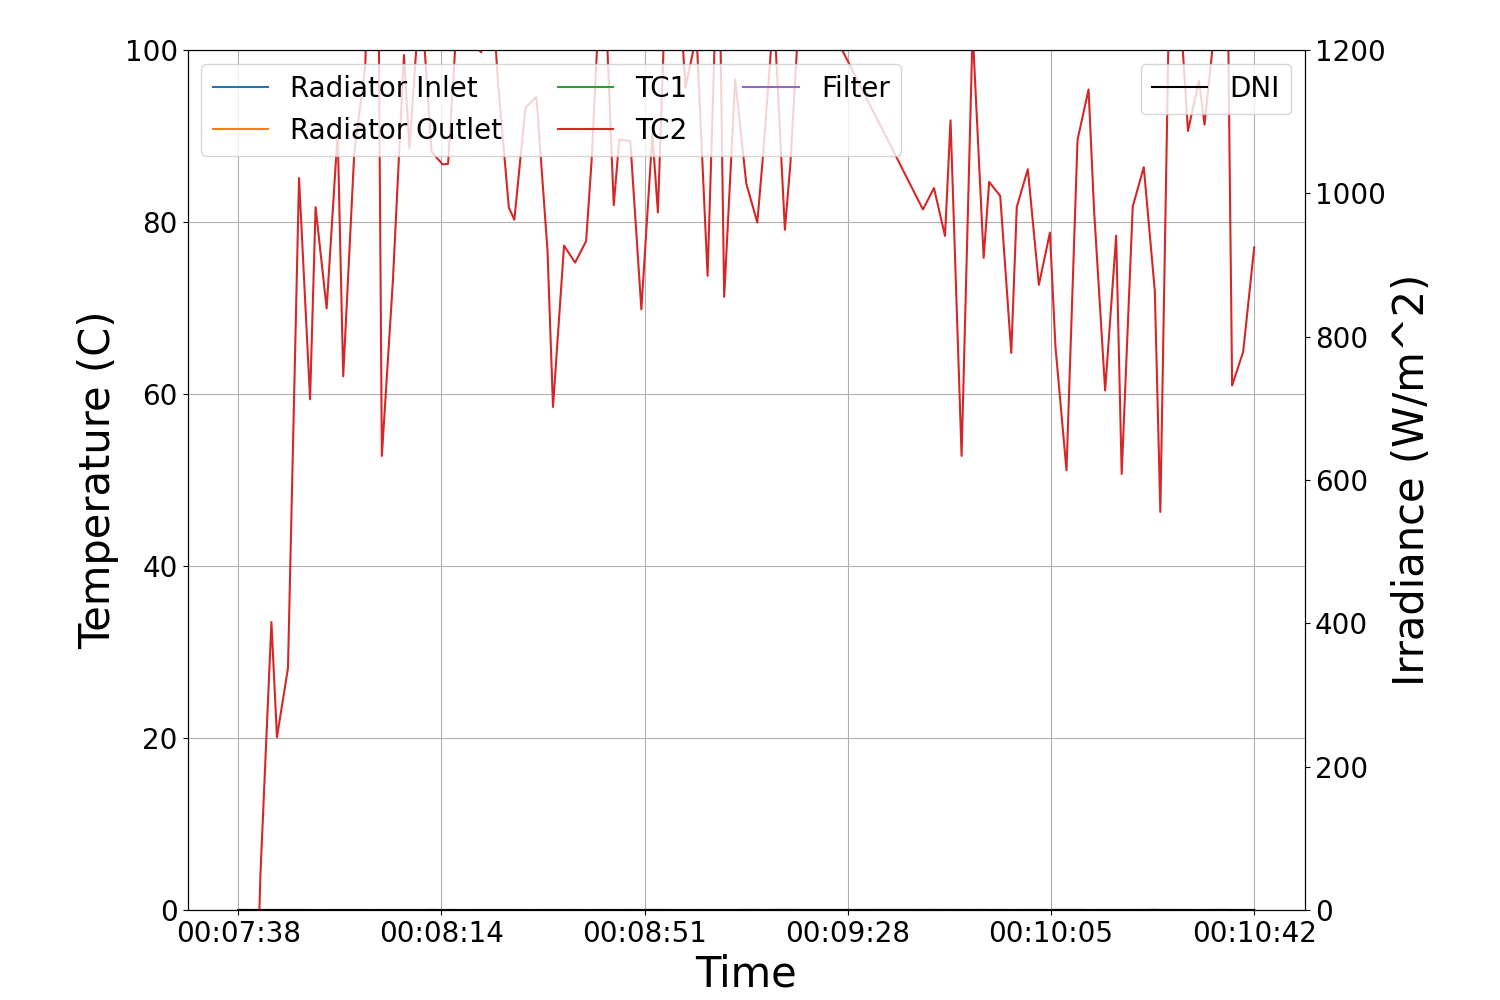 100
80
60
40
20
0
Temperature (C)
Radiator Inlet
Radiator Outlet
TC1
TC2
Filter
DNI
1200
1000
800
600
400
200
0
Irradiance (W/m^2)
00:07:38 00:08:14 00:08:51 00:09:28 00:10:05 00:10:42
Time